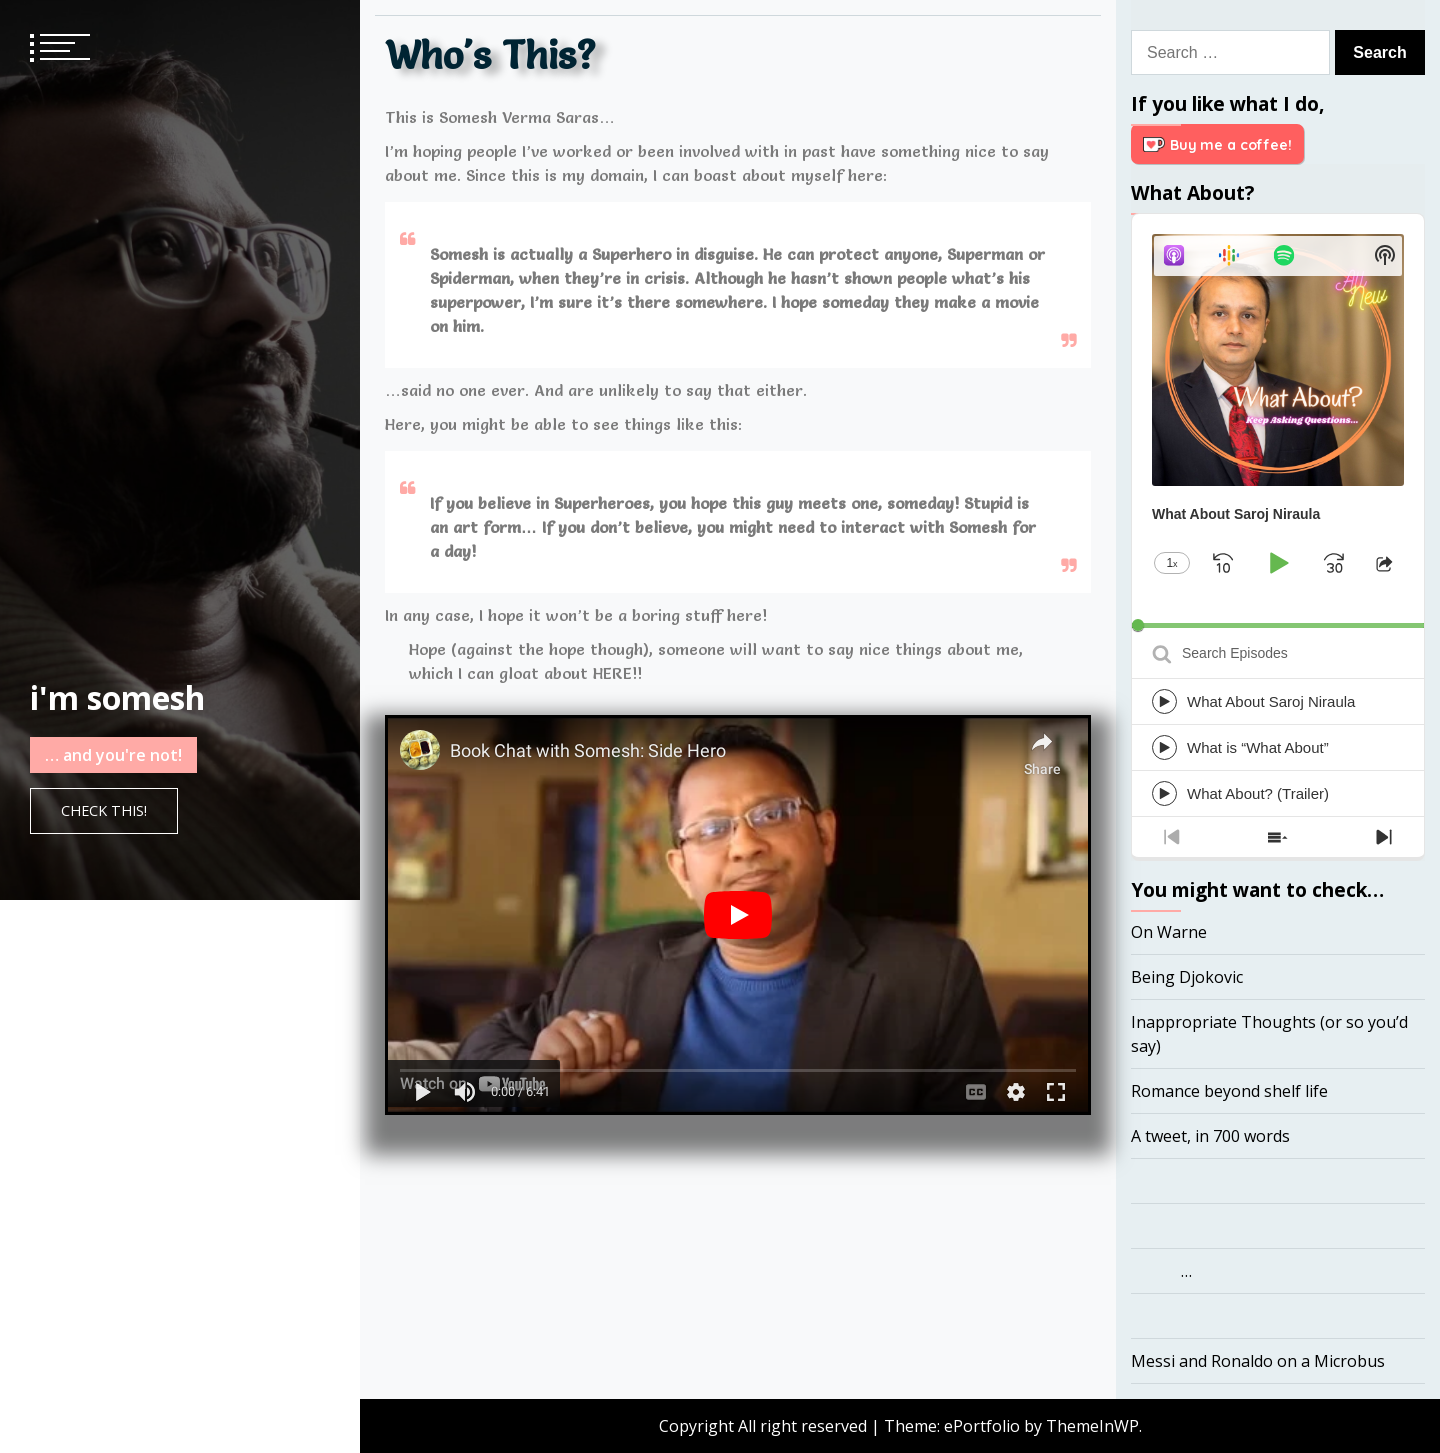 i'm somesh
… and you're not!
CHECK THIS!
Who's This?
This is Somesh Verma Saras…
I'm hoping people I've worked or been involved with in past have something nice to say
about me. Since this is my domain, I can boast about myself here:
Somesh is actually a Superhero in disguise. He can protect anyone, Superman or
Spiderman, when they're in crisis. Although he hasn't shown people what's his
superpower, I'm sure it's there somewhere. I hope someday they make a movie
on him.
…said no one ever. And are unlikely to say that either.
Here, you might be able to see things like this:
If you believe in Superheroes, you hope this guy meets one, someday! Stupid is
an art form… If you don't believe, you might need to interact with Somesh for
a day!
In any case, I hope it won't be a boring stuff here!
Hope (against the hope though), someone will want to say nice things about me,
which I can gloat about HERE!!
Book Chat with Somesh: Side Hero
Share
Watch on YouTube
0:00 / 6:41
CC
Search …
Search
If you like what I do,
Buy me a coffee!
What About?
All
New
What About?
Keep Asking Questions...
What About Saroj Niraula
1x
10
30
Search Episodes
What About Saroj Niraula
What is “What About”
What About? (Trailer)
You might want to check…
On Warne
Being Djokovic
Inappropriate Thoughts (or so you'd
say)
Romance beyond shelf life
A tweet, in 700 words
…
Messi and Ronaldo on a Microbus
Copyright All right reserved | Theme: ePortfolio by ThemeInWP.